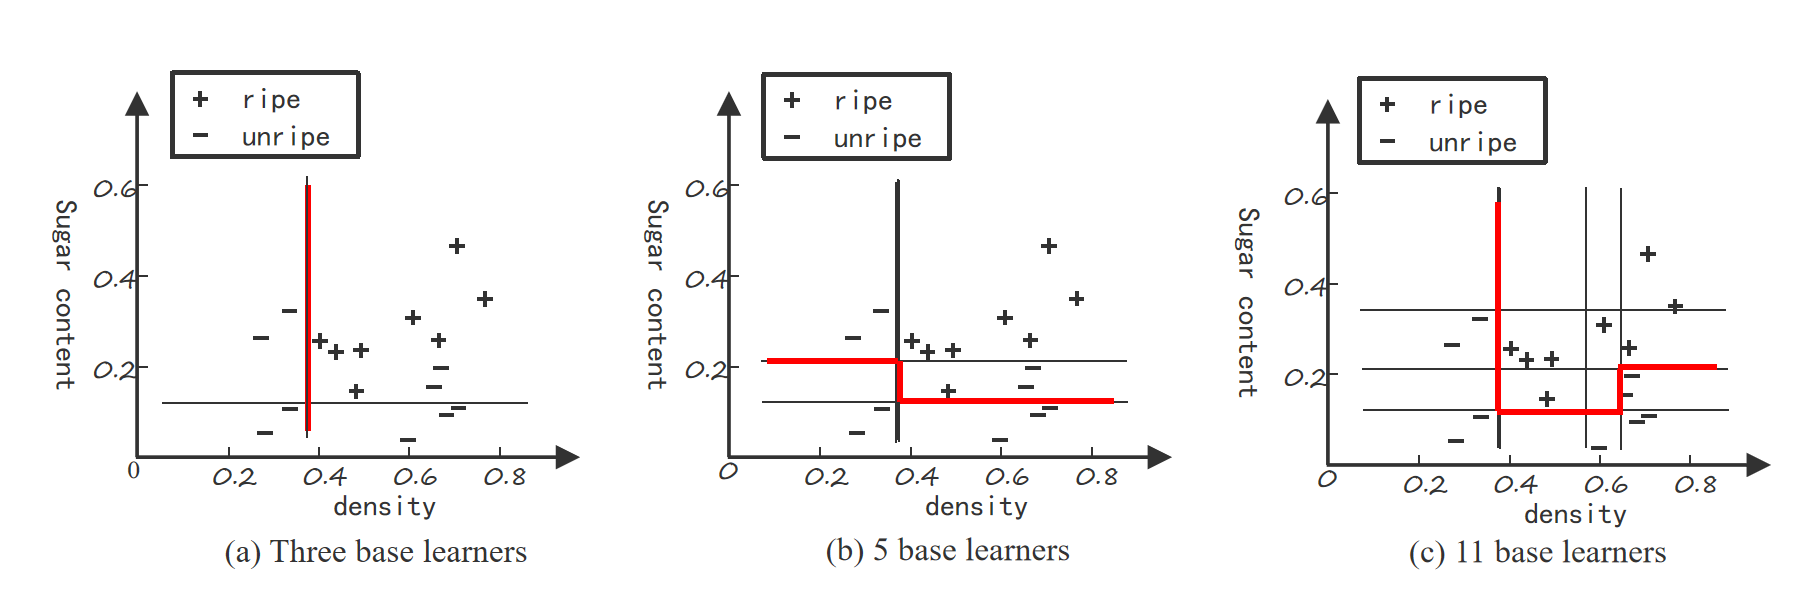 + ripe
− unripe
0.6
0.4
0.2
0
0.2 0.4 0.6 0.8
Sugar content
density
(a) Three base learners
+ ripe
− unripe
0.6
0.4
0.2
0
0.2 0.4 0.6 0.8
Sugar content
density
(b) 5 base learners
+ ripe
− unripe
0.6
0.4
0.2
0
0.2 0.4 0.6 0.8
Sugar content
density
(c) 11 base learners